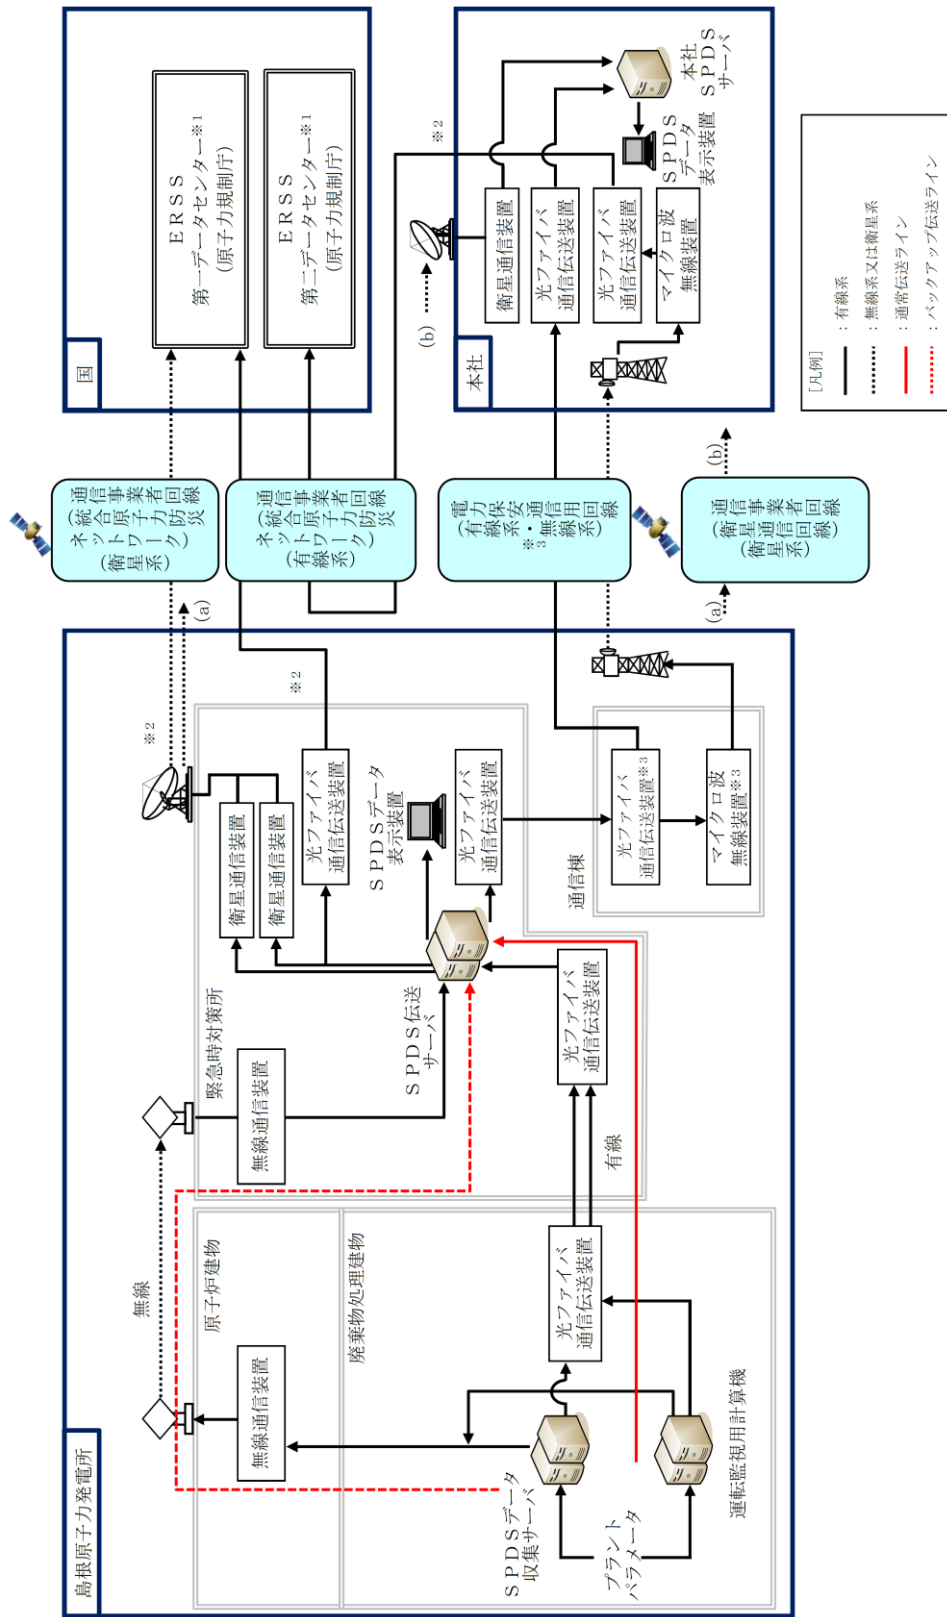 島根原子力発電所
無線
原子炉建物
無線通信装置
廃棄物処理建物
SPDSデータ
収集サーバ
プラント
パラメータ
運転監視用計算機
光ファイバ
通信伝送装置
有線
緊急時対策所
無線通信装置
SPDS伝送
サーバ
光ファイバ
通信伝送装置
衛星通信装置
衛星通信装置
光ファイバ
通信伝送装置
SPDSデータ
表示装置
光ファイバ
通信伝送装置
通信棟
光ファイバ
通信伝送装置※3
マイクロ波
無線装置※3
※2
(a)
※2
通信事業者回線
(統合原子力防災
ネットワーク)
(衛星系)
通信事業者回線
(統合原子力防災
ネットワーク)
(有線系)
電力保安通信用回線
(有線系・無線系)
※3
(a)
通信事業者回線
(衛星通信回線)
(衛星系)
(b)
国
ERSS
第一データセンター※1
(原子力規制庁)
ERSS
第二データセンター※1
(原子力規制庁)
本社
(b)
※2
衛星通信装置
光ファイバ
通信伝送装置
光ファイバ
通信伝送装置
マイクロ波
無線装置
本社
SPDS
サーバ
SPDS
データ
表示装置
[凡例]
:有線系
:無線系又は衛星系
:通常伝送ライン
:バックアップ伝送ライン